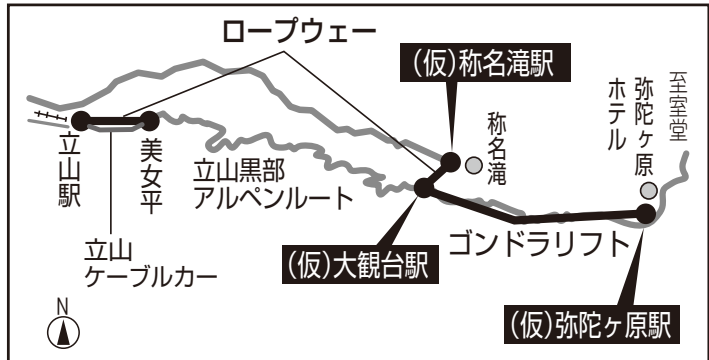 ロープウェー
(仮)称名滝駅
至室堂
弥陀ヶ原
ホテル
称名滝
立山駅
美女平
立山黒部
アルペンルート
立山
ケーブルカー
(仮)大観台駅
ゴンドラリフト
(仮)弥陀ヶ原駅
N